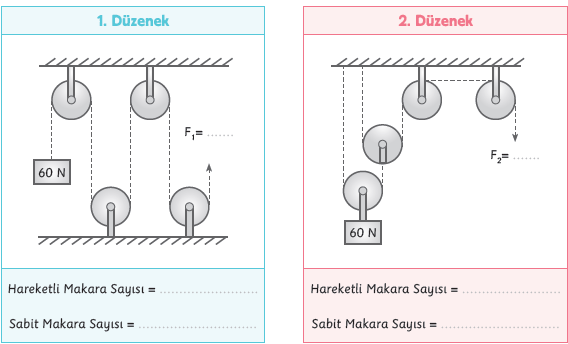 1. Düzenek
F1= .......
60 N
Hareketli Makara Sayısı = ..........................
Sabit Makara Sayısı = ...............................
2. Düzenek
F2= .......
60 N
Hareketli Makara Sayısı = ..........................
Sabit Makara Sayısı = ...............................